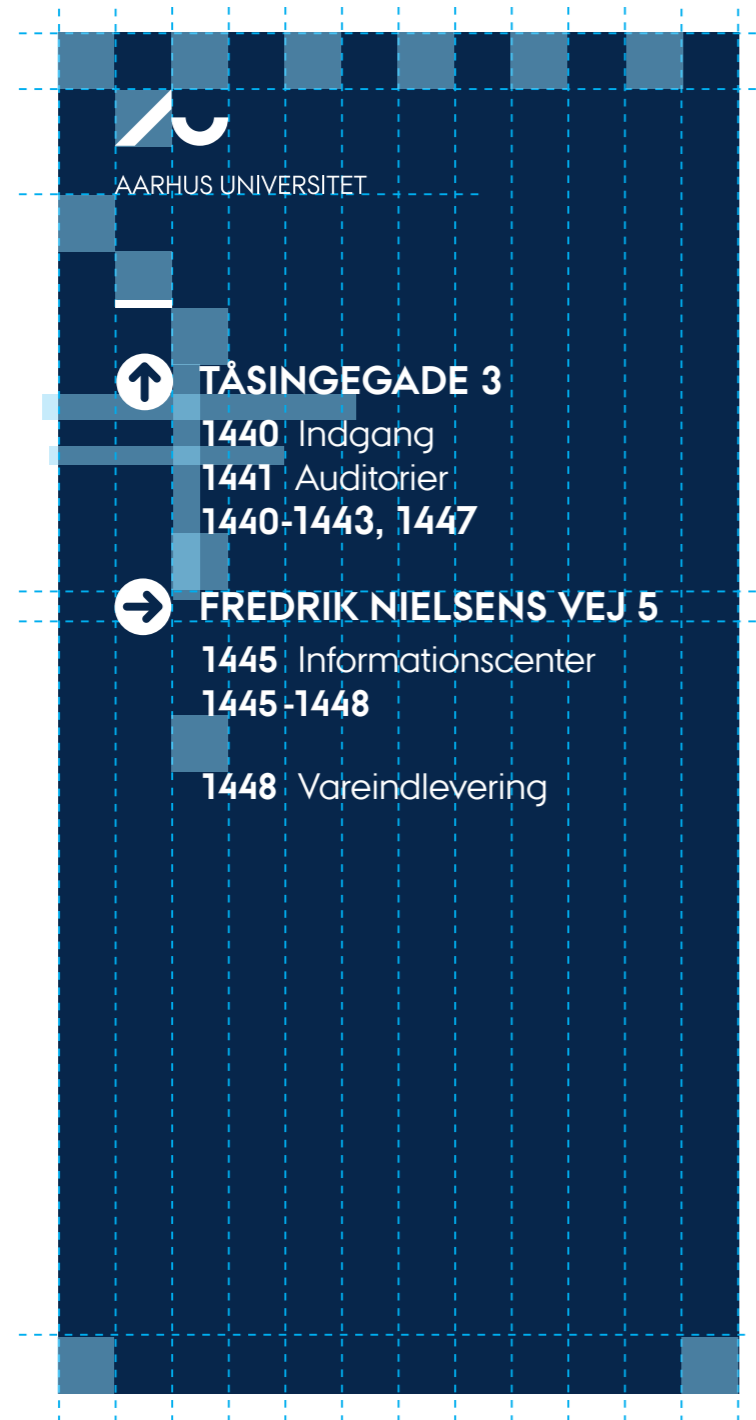 AARHUS UNIVERSITET
TÅSINGEGADE 3
1440 Indgang
1441 Auditorier
1440-1443, 1447
FREDRIK NIELSENS VEJ 5
1445 Informationscenter
1445-1448
1448 Vareindlevering